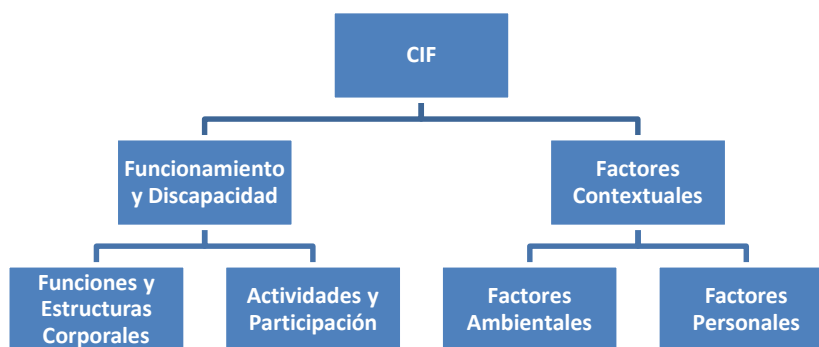 CIF
Funcionamiento
y Discapacidad
Factores
Contextuales
Funciones y
Estructuras
Corporales
Actividades y
Participación
Factores
Ambientales
Factores
Personales